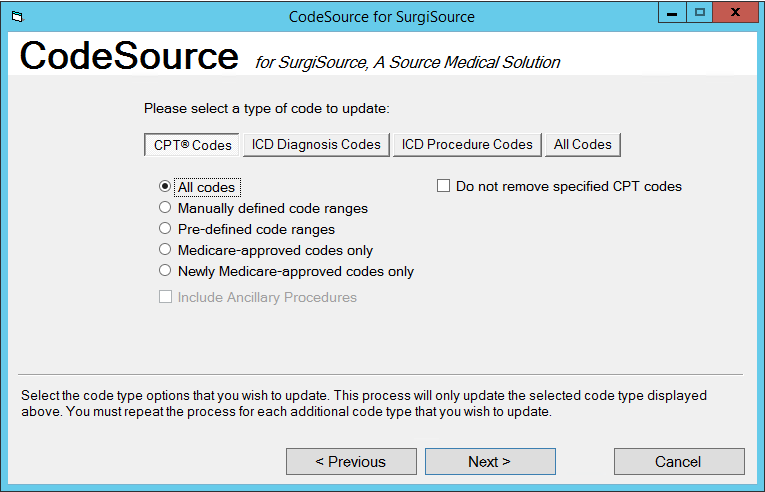 CodeSource for SurgiSource
CodeSource for SurgiSource, A Source Medical Solution
Please select a type of code to update:
CPT® Codes ICD Diagnosis Codes ICD Procedure Codes All Codes
All codes Do not remove specified CPT codes
Manually defined code ranges
Pre-defined code ranges
Medicare-approved codes only
Newly Medicare-approved codes only
Include Ancillary Procedures
Select the code type options that you wish to update. This process will only update the selected code type displayed
above. You must repeat the process for each additional code type that you wish to update.
< Previous Next > Cancel